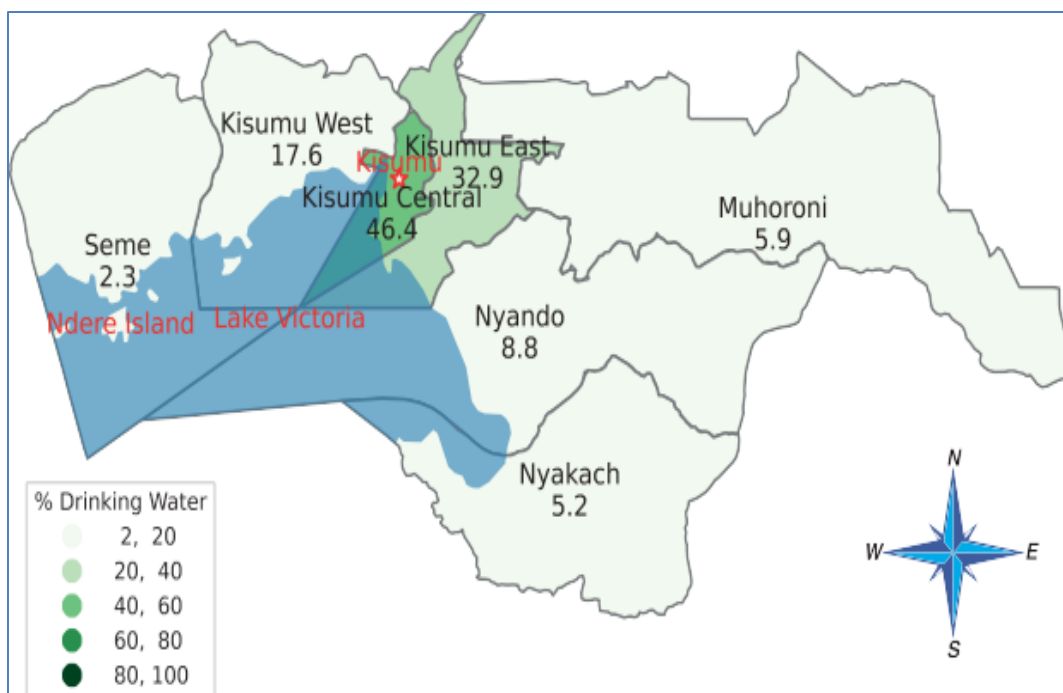 Kisumu West
17.6
Kisumu East
32.9
Kisumu
Kisumu Central
46.4
Muhoroni
5.9
Seme
2.3
Ndere Island
Lake Victoria
Nyando
8.8
Nyakach
5.2
% Drinking Water
2, 20
20, 40
40, 60
60, 80
80, 100
N
W
E
S